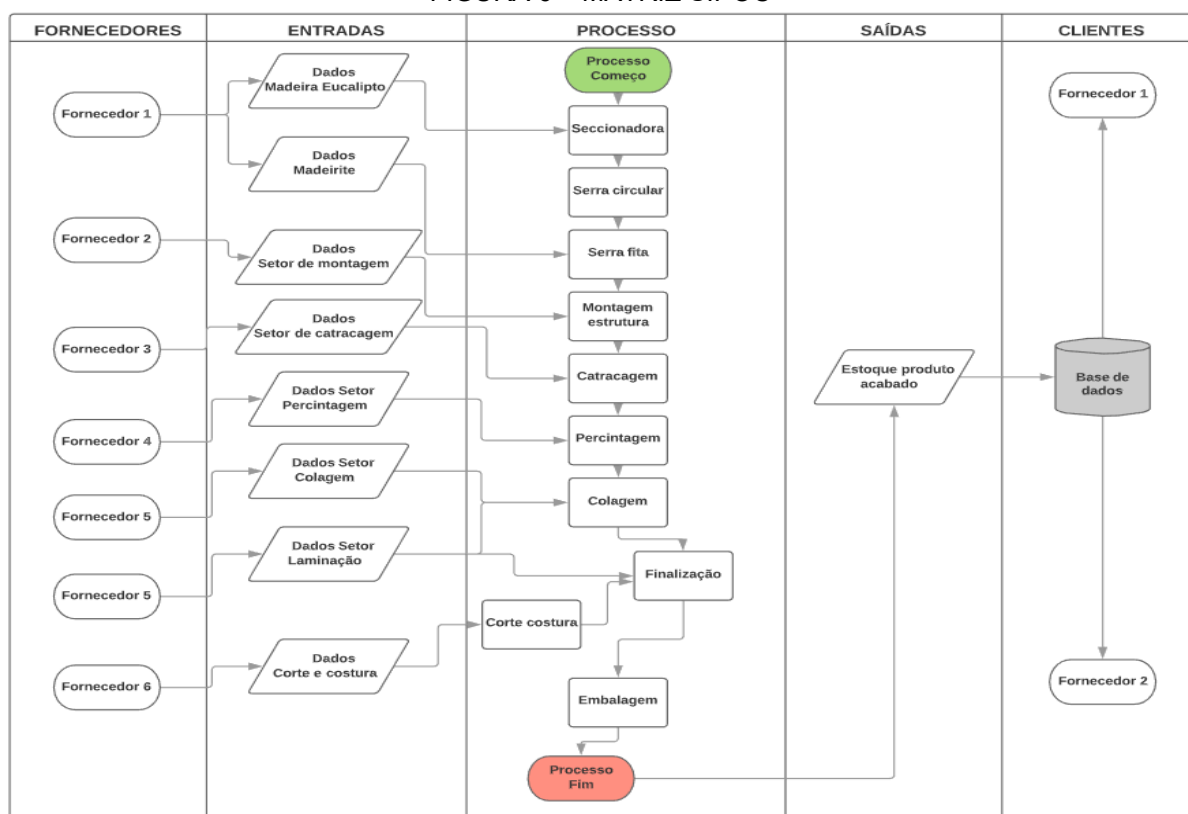 FORNECEDORES
ENTRADAS
PROCESSO
SAÍDAS
CLIENTES
Fornecedor 1
Fornecedor 2
Fornecedor 3
Fornecedor 4
Fornecedor 5
Fornecedor 5
Fornecedor 6
Dados
Madeira Eucalipto
Dados
Madeirite
Dados
Setor de montagem
Dados
Setor de catracagem
Dados Setor
Percintagem
Dados Setor
Colagem
Dados Setor
Laminação
Dados
Corte e costura
Processo
Começo
Seccionadora
Serra circular
Serra fita
Montagem
estrutura
Catracagem
Percintagem
Colagem
Finalização
Corte costura
Embalagem
Processo
Fim
Estoque produto
acabado
Fornecedor 1
Base de
dados
Fornecedor 2